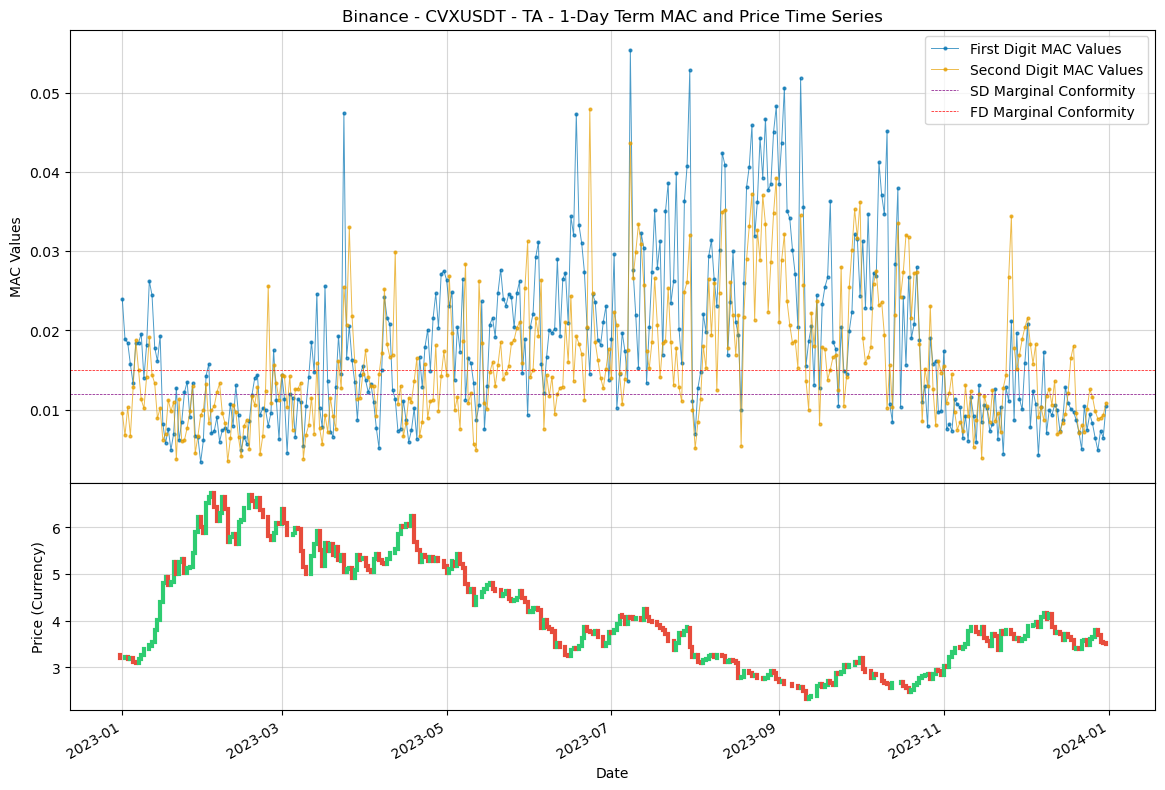 Binance - CVXUSDT - TA - 1-Day Term MAC and Price Time Series
First Digit MAC Values
Second Digit MAC Values
SD Marginal Conformity
FD Marginal Conformity
MAC Values
0.05
0.04
0.03
0.02
0.01
Price (Currency)
6
5
4
3
2023-01
2023-03
2023-05
2023-07
2023-09
2023-11
2024-01
Date